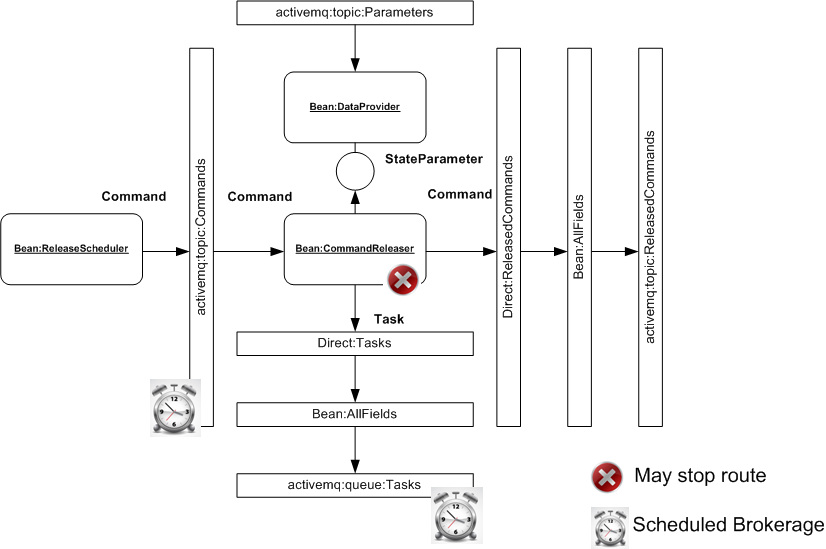 activemq:topic:Parameters
Bean:DataProvider
StateParameter
Command
Command
Command
Bean:ReleaseScheduler
activemq:topic:Commands
Bean:CommandReleaser
Direct:ReleasedCommands
Bean:AllFields
activemq:topic:ReleasedCommands
Task
Direct:Tasks
Bean:AllFields
activemq:queue:Tasks
May stop route
Scheduled Brokerage